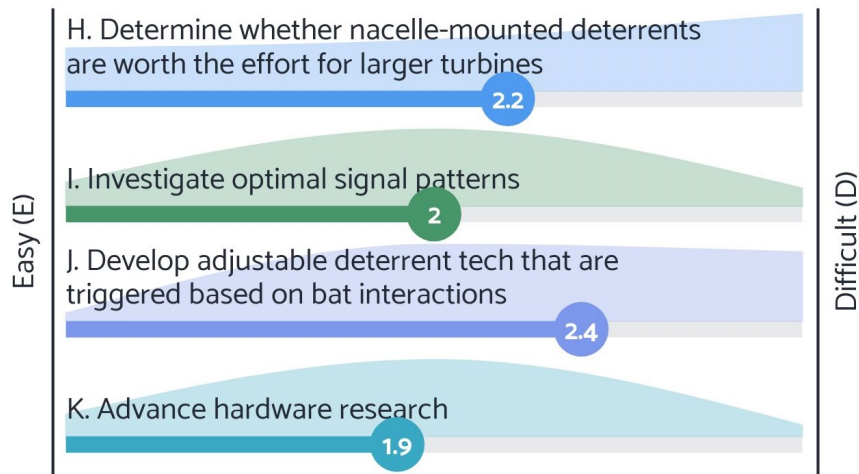 H. Determine whether nacelle-mounted deterrents
are worth the effort for larger turbines
2.2
I. Investigate optimal signal patterns
2
Easy (E)
Difficult (D)
J. Develop adjustable deterrent tech that are
triggered based on bat interactions
2.4
K. Advance hardware research
1.9